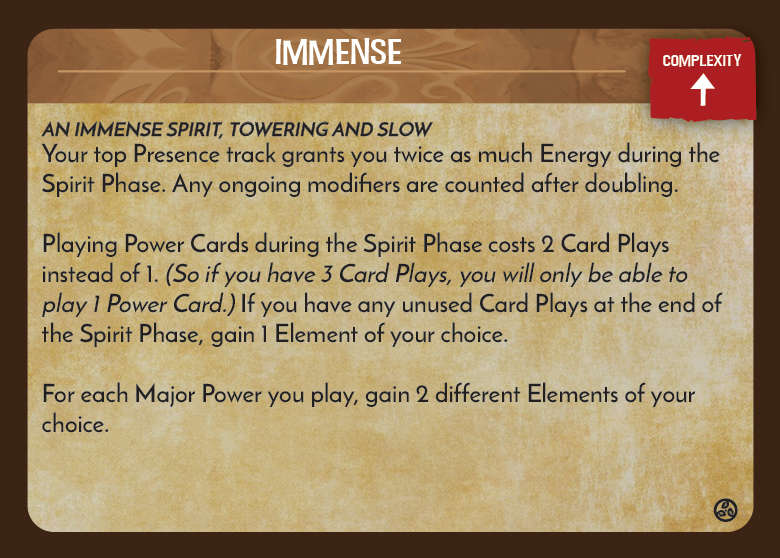 IMMENSE
COMPLEXITY
AN IMMENSE SPIRIT, TOWERING AND SLOW
Your top Presence track grants you twice as much Energy during the
Spirit Phase. Any ongoing modifiers are counted after doubling.
Playing Power Cards during the Spirit Phase costs 2 Card Plays
instead of 1. (So if you have 3 Card Plays, you will only be able to
play 1 Power Card.) If you have any unused Card Plays at the end of
the Spirit Phase, gain 1 Element of your choice.
For each Major Power you play, gain 2 different Elements of your
choice.